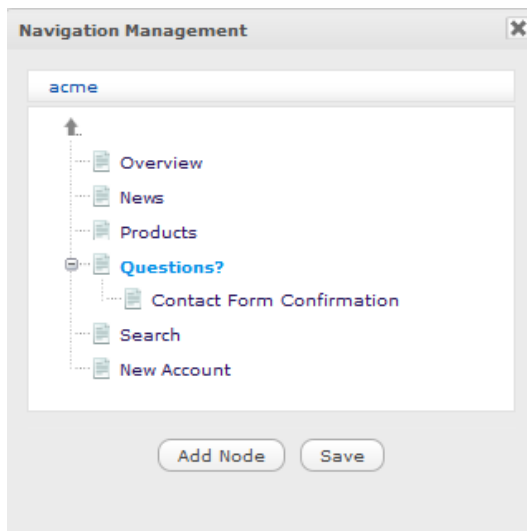 Navigation Management
acme
Overview
News
Products
Questions?
Contact Form Confirmation
Search
New Account
Add Node Save